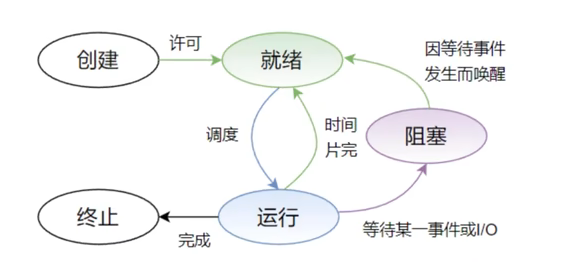 创建
许可
就绪
因等待事件
发生而唤醒
调度
时间
片完
阻塞
终止
完成
运行
等待某一事件或I/O